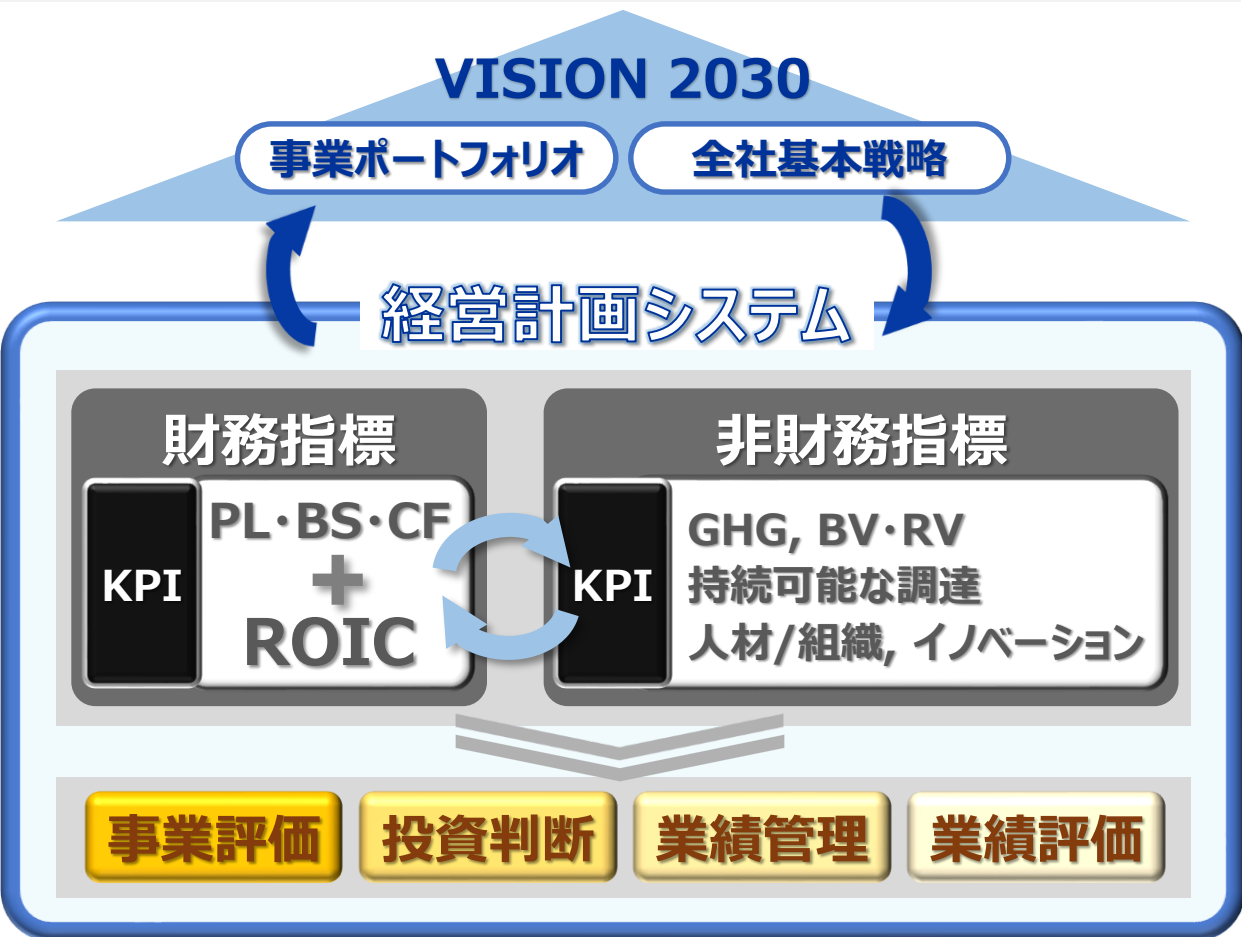 VISION 2030
事業ポートフォリオ
全社基本戦略
経営計画システム
財務指標
KPI
PL・BS・CF
+
ROIC
非財務指標
KPI
GHG, BV・RV
持続可能な調達
人材/組織, イノベーション
事業評価
投資判断
業績管理
業績評価